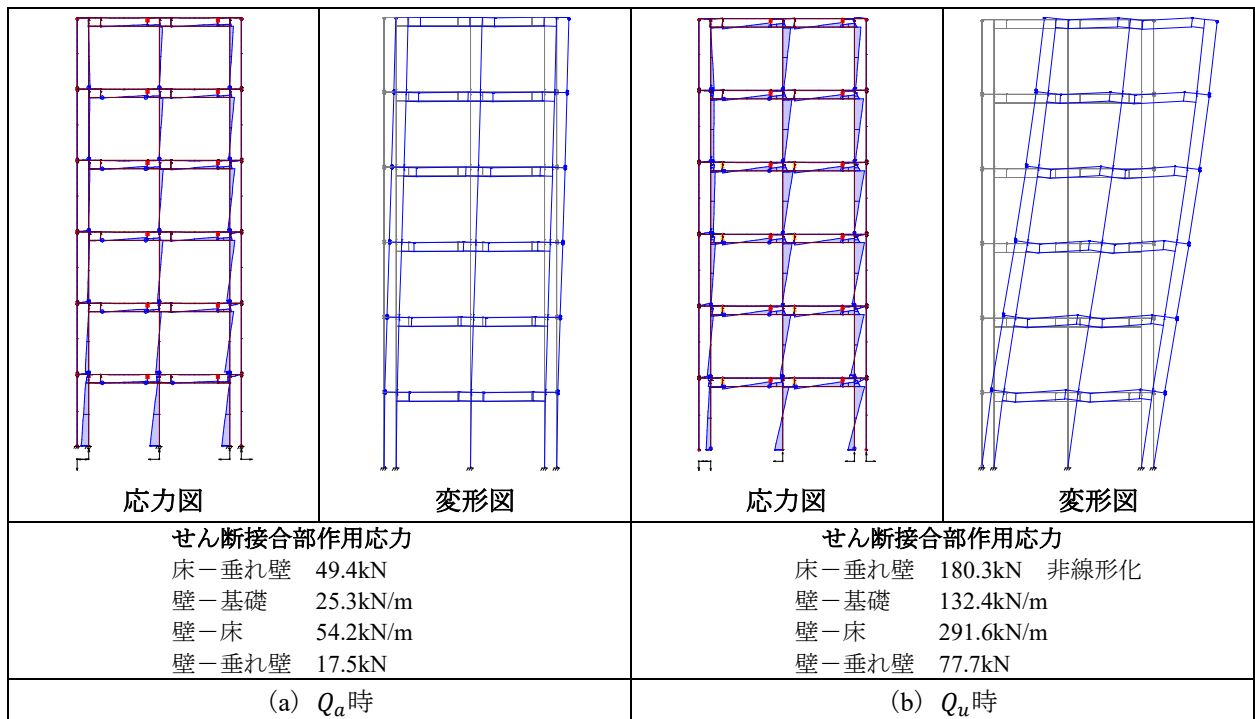 応力図
変形図
応力図
変形図
せん断接合部作用応力
床－垂れ壁 49.4kN
壁－基礎 25.3kN/m
壁－床 54.2kN/m
壁－垂れ壁 17.5kN
せん断接合部作用応力
床－垂れ壁 180.3kN 非線形化
壁－基礎 132.4kN/m
壁－床 291.6kN/m
壁－垂れ壁 77.7kN
(a) Qa時
(b) Qu時